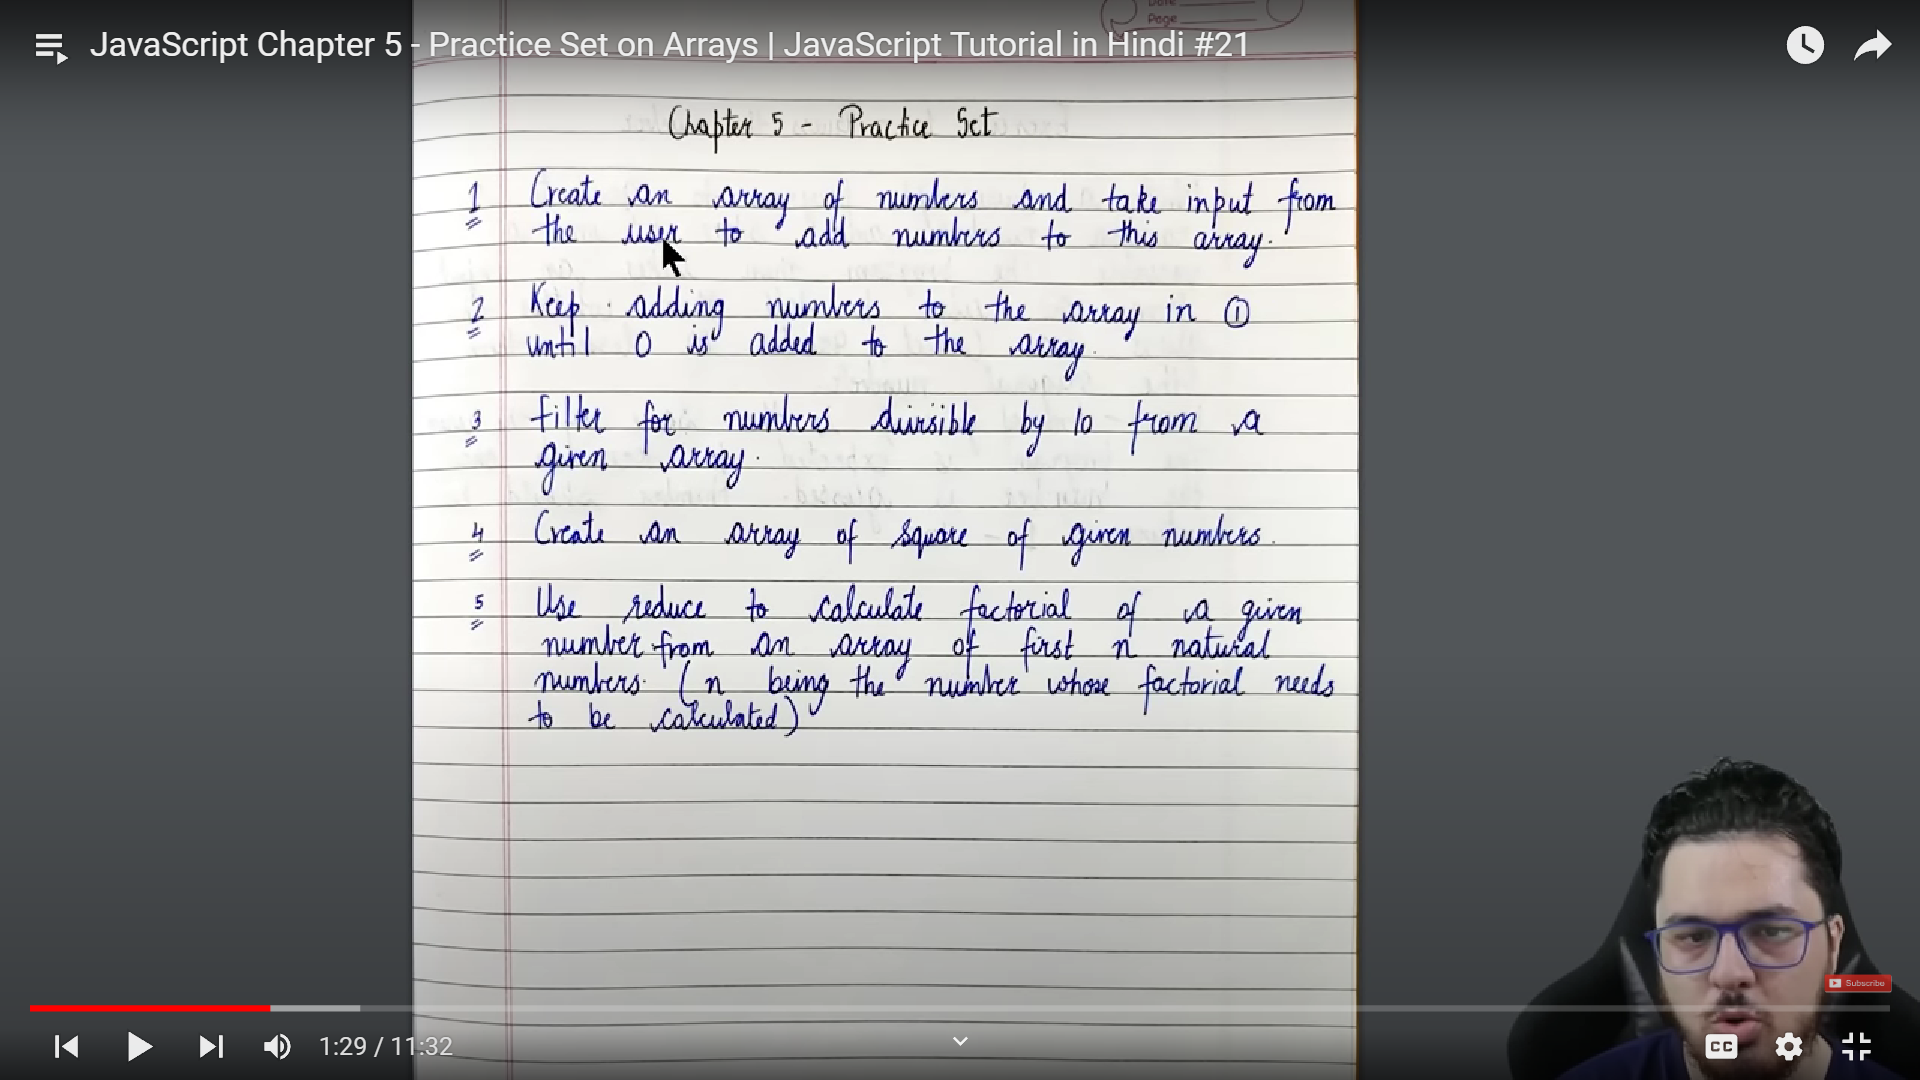 Date
Page
JavaScript Chapter 5 - Practice Set on Arrays | JavaScript Tutorial in Hindi #21
Chapter 5 - Practice Set
1 Create an array of numbers and take input from
the user to add numbers to this array.
2 Keep adding numbers to the array in ①
until 0 is added to the array.
3 Filter for numbers divisible by 10 from a
given array.
4 Create an array of square of given numbers.
5 Use reduce to calculate factorial of a given
number from an array of first n natural
numbers. (n being the number whose factorial needs
to be calculated)
Subscribe
1:29 / 11:32
CC